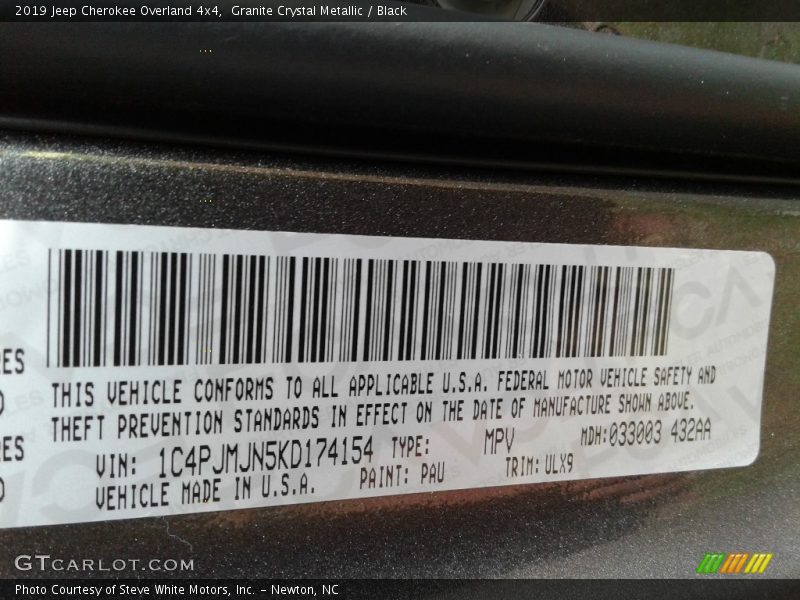 2019 Jeep Cherokee Overland 4x4, Granite Crystal Metallic / Black
RES
THIS VEHICLE CONFORMS TO ALL APPLICABLE U.S.A. FEDERAL MOTOR VEHICLE SAFETY AND
THEFT PREVENTION STANDARDS IN EFFECT ON THE DATE OF MANUFACTURE SHOWN ABOVE.
RES
VIN: 1C4PJMJN5KD174154 TYPE: MPV MDH:033003 432AA
VEHICLE MADE IN U.S.A. PAINT: PAU TRIM: ULX9
GTCARLOT.COM
Photo Courtesy of Steve White Motors, Inc. – Newton, NC